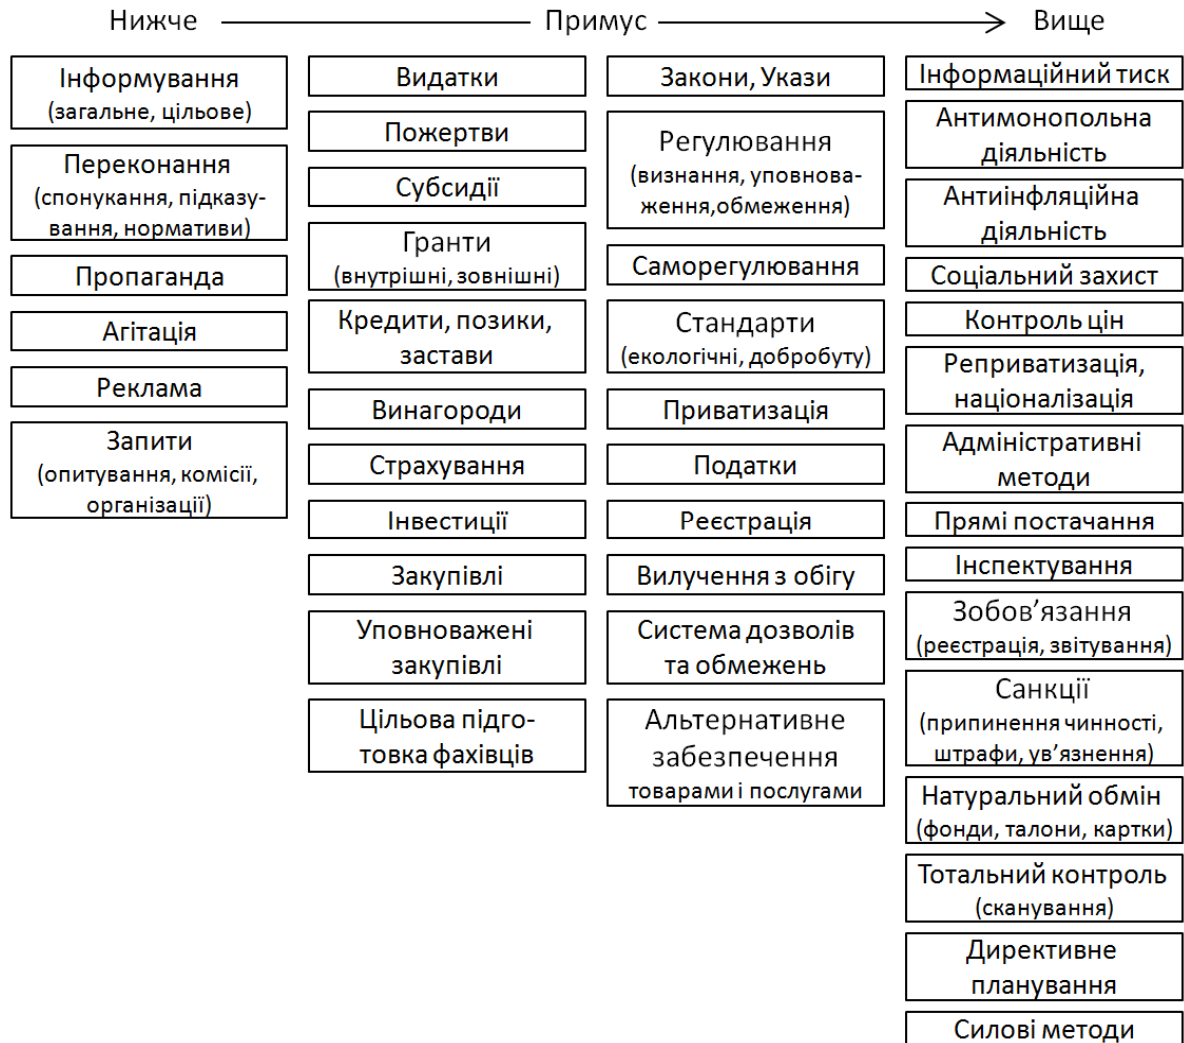 Нижче Примус Вище
Інформування
(загальне, цільове)
Переконання
(спонукання, підказу-
вання, нормативи)
Пропаганда
Агітація
Реклама
Запити
(опитування, комісії,
організації)
Видатки
Пожертви
Субсидії
Гранти
(внутрішні, зовнішні)
Кредити, позики,
застави
Винагороди
Страхування
Інвестиції
Закупівлі
Уповноважені
закупівлі
Цільова підго-
товка фахівців
Закони, Укази
Регулювання
(визнання, уповнова-
ження,обмеження)
Саморегулювання
Стандарти
(екологічні, добробуту)
Приватизація
Податки
Реєстрація
Вилучення з обігу
Система дозволів
та обмежень
Альтернативне
забезпечення
товарами і послугами
Інформаційний тиск
Антимонопольна
діяльність
Антиінфляційна
діяльність
Соціальний захист
Контроль цін
Реприватизація,
націоналізація
Адміністративні
методи
Прямі постачання
Інспектування
Зобов’язання
(реєстрація, звітування)
Санкції
(припинення чинності,
штрафи, ув’язнення)
Натуральний обмін
(фонди, талони, картки)
Тотальний контроль
(сканування)
Директивне
планування
Силові методи